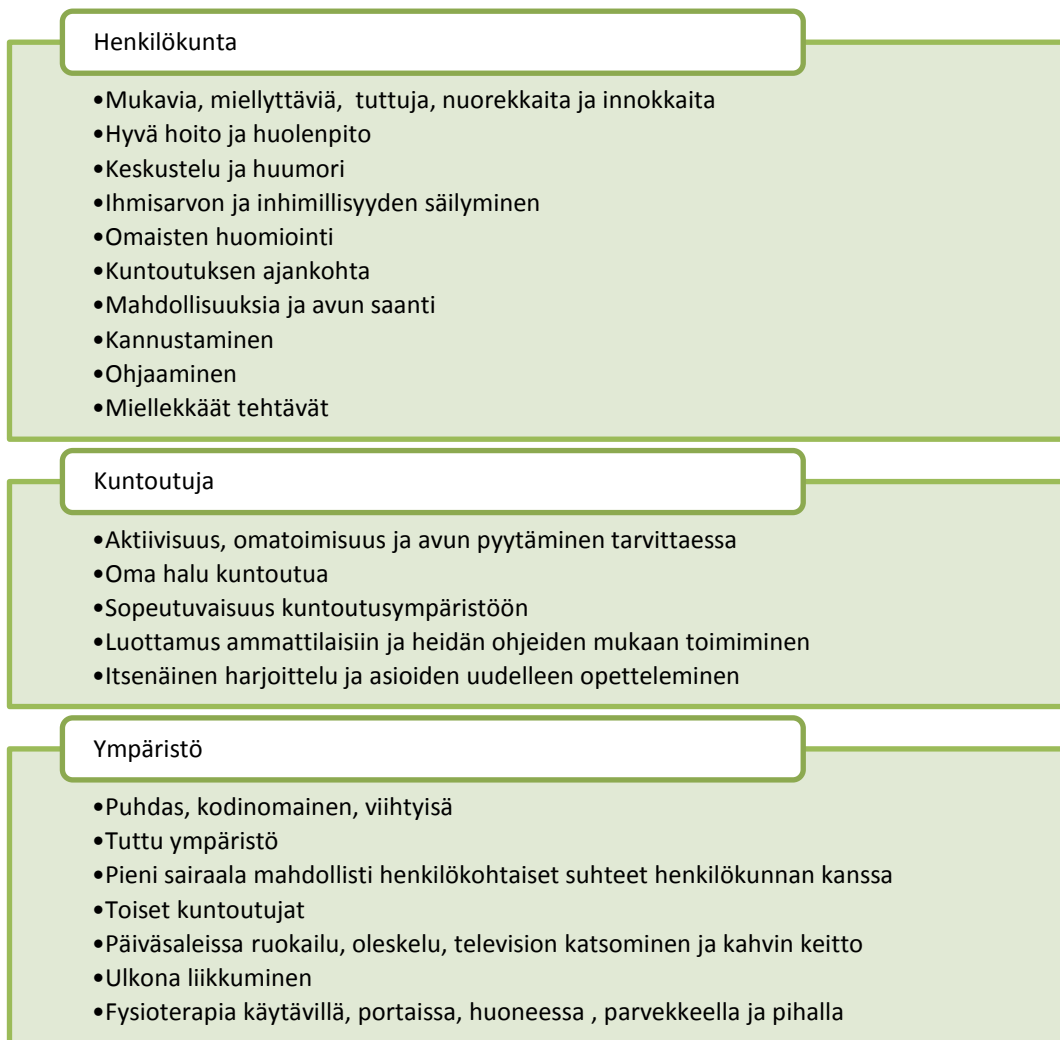 Henkilökunta
•Mukavia, miellyttäviä, tuttuja, nuorekkaita ja innokkaita
•Hyvä hoito ja huolenpito
•Keskustelu ja huumori
•Ihmisarvon ja inhimillisyyden säilyminen
•Omaisten huomiointi
•Kuntoutuksen ajankohta
•Mahdollisuuksia ja avun saanti
•Kannustaminen
•Ohjaaminen
•Miellekkäät tehtävät
Kuntoutuja
•Aktiivisuus, omatoimisuus ja avun pyytäminen tarvittaessa
•Oma halu kuntoutua
•Sopeutuvaisuus kuntoutusympäristöön
•Luottamus ammattilaisiin ja heidän ohjeiden mukaan toimiminen
•Itsenäinen harjoittelu ja asioiden uudelleen opetteleminen
Ympäristö
•Puhdas, kodinomainen, viihtyisä
•Tuttu ympäristö
•Pieni sairaala mahdollisti henkilökohtaiset suhteet henkilökunnan kanssa
•Toiset kuntoutujat
•Päiväsaleissa ruokailu, oleskelu, television katsominen ja kahvin keitto
•Ulkona liikkuminen
•Fysioterapia käytävillä, portaissa, huoneessa , parvekkeella ja pihalla